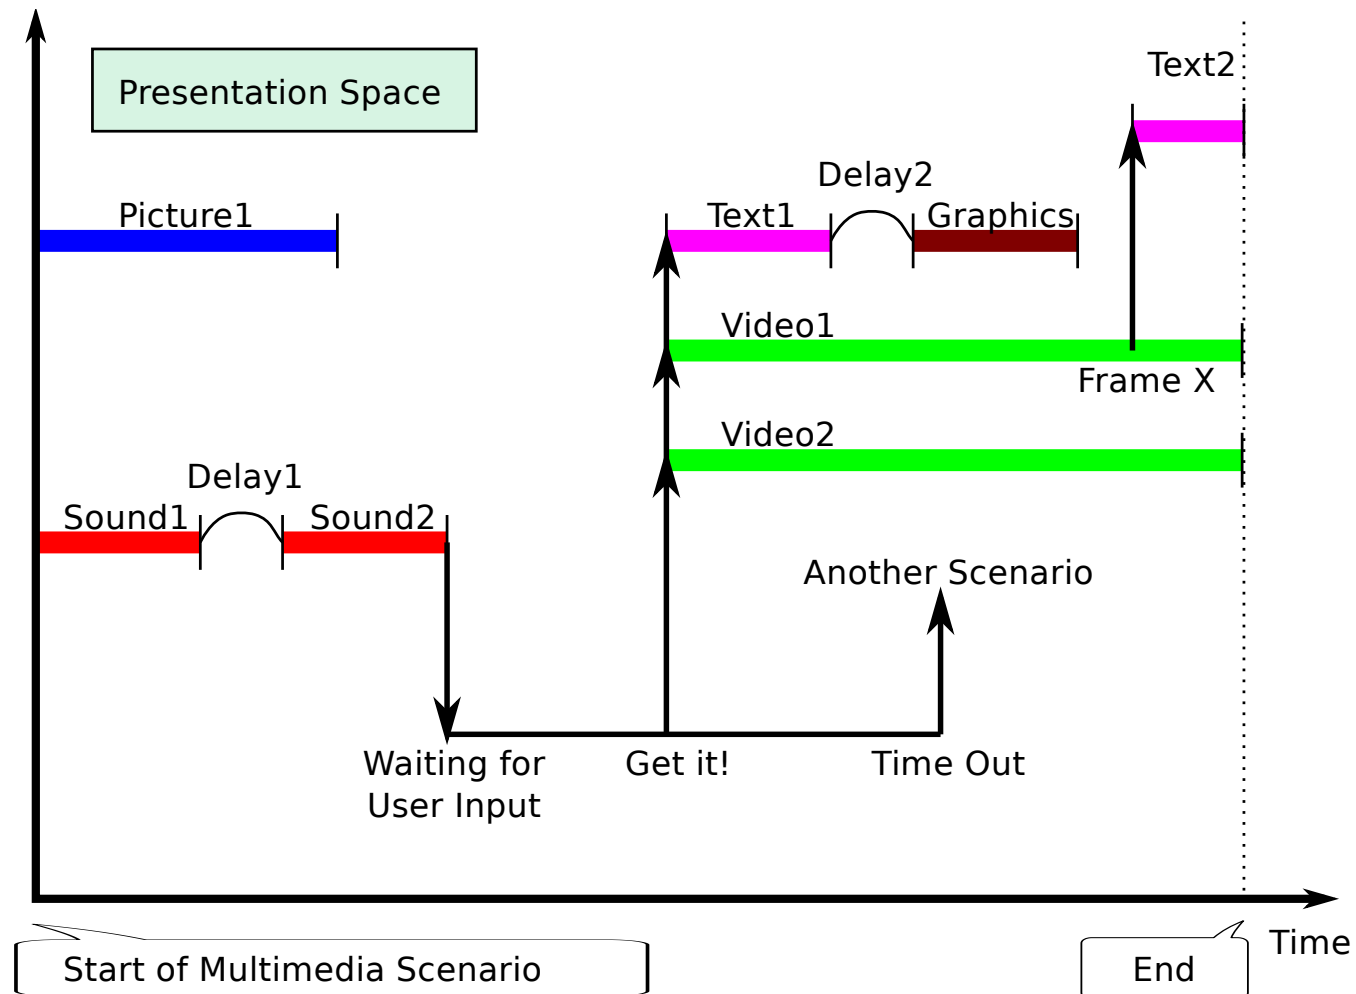 Text2
Presentation Space
Delay2
Picture1
Text1
Graphics
Video1
Frame X
Video2
Delay1
Sound1
Sound2
Another Scenario
Waiting for
User Input
Get it!
Time Out
Time
Start of Multimedia Scenario
End